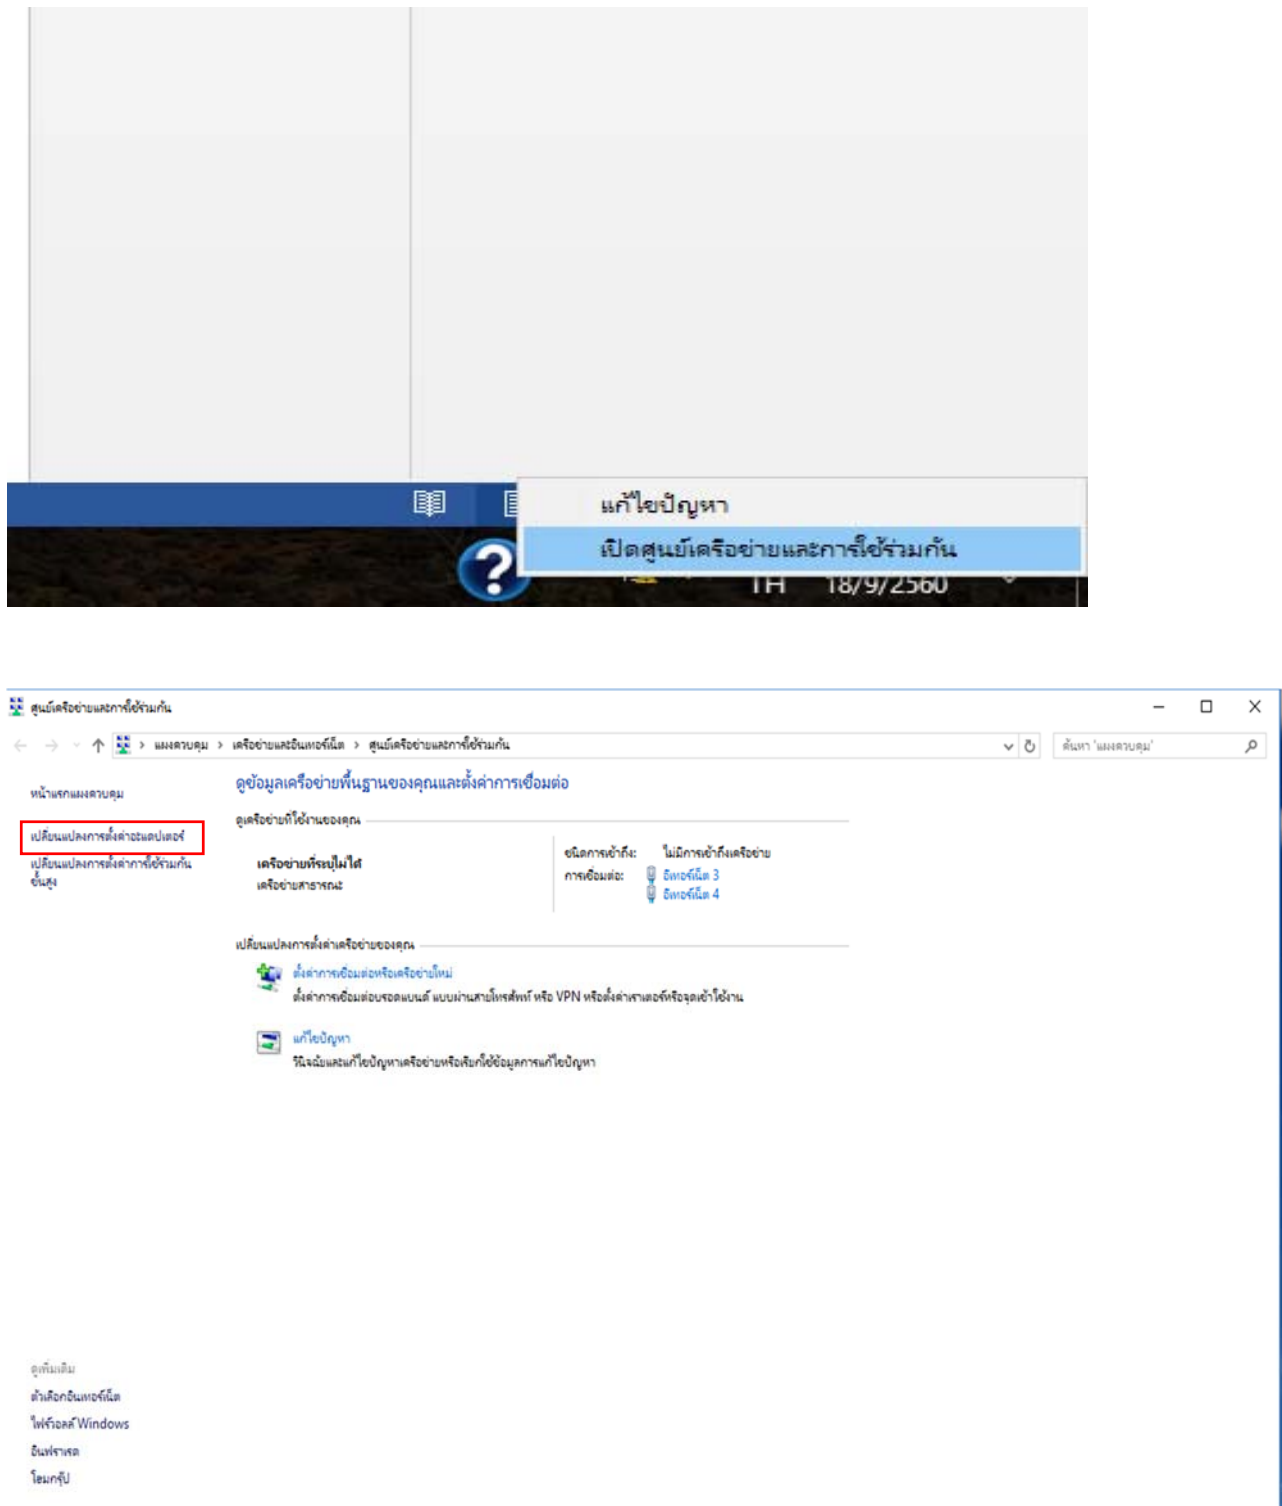 แก้ไขปัญหา
เปิดศูนย์เครือข่ายและการใช้ร่วมกัน
TH 18/9/2560
ศูนย์เครือข่ายและการใช้ร่วมกัน
แผงควบคุม > เครือข่ายและอินเทอร์เน็ต > ศูนย์เครือข่ายและการใช้ร่วมกัน
ค้นหา 'แผงควบคุม'
หน้าแรกแผงควบคุม
เปลี่ยนแปลงการตั้งค่าอะแดปเตอร์
เปลี่ยนแปลงการตั้งค่าการใช้ร่วมกัน
ขั้นสูง
ดูข้อมูลเครือข่ายพื้นฐานของคุณและตั้งค่าการเชื่อมต่อ
ดูเครือข่ายที่ใช้งานของคุณ
เครือข่ายที่ระบุไม่ได้
เครือข่ายสาธารณะ
ชนิดการเข้าถึง: ไม่มีการเข้าถึงเครือข่าย
การเชื่อมต่อ: อีเทอร์เน็ต 3
อีเทอร์เน็ต 4
เปลี่ยนแปลงการตั้งค่าเครือข่ายของคุณ
ตั้งค่าการเชื่อมต่อหรือเครือข่ายใหม่
ตั้งค่าการเชื่อมต่อบรอดแบนด์ แบบผ่านสายโทรศัพท์ หรือ VPN หรือตั้งค่าเราเตอร์หรือจุดเข้าใช้งาน
แก้ไขปัญหา
วินิจฉัยและแก้ไขปัญหาเครือข่ายหรือเรียกใช้ข้อมูลการแก้ไขปัญหา
ดูเพิ่มเติม
ตัวเลือกอินเทอร์เน็ต
ไฟร์วอลล์ Windows
อินฟราเรด
โฮมกรุ๊ป